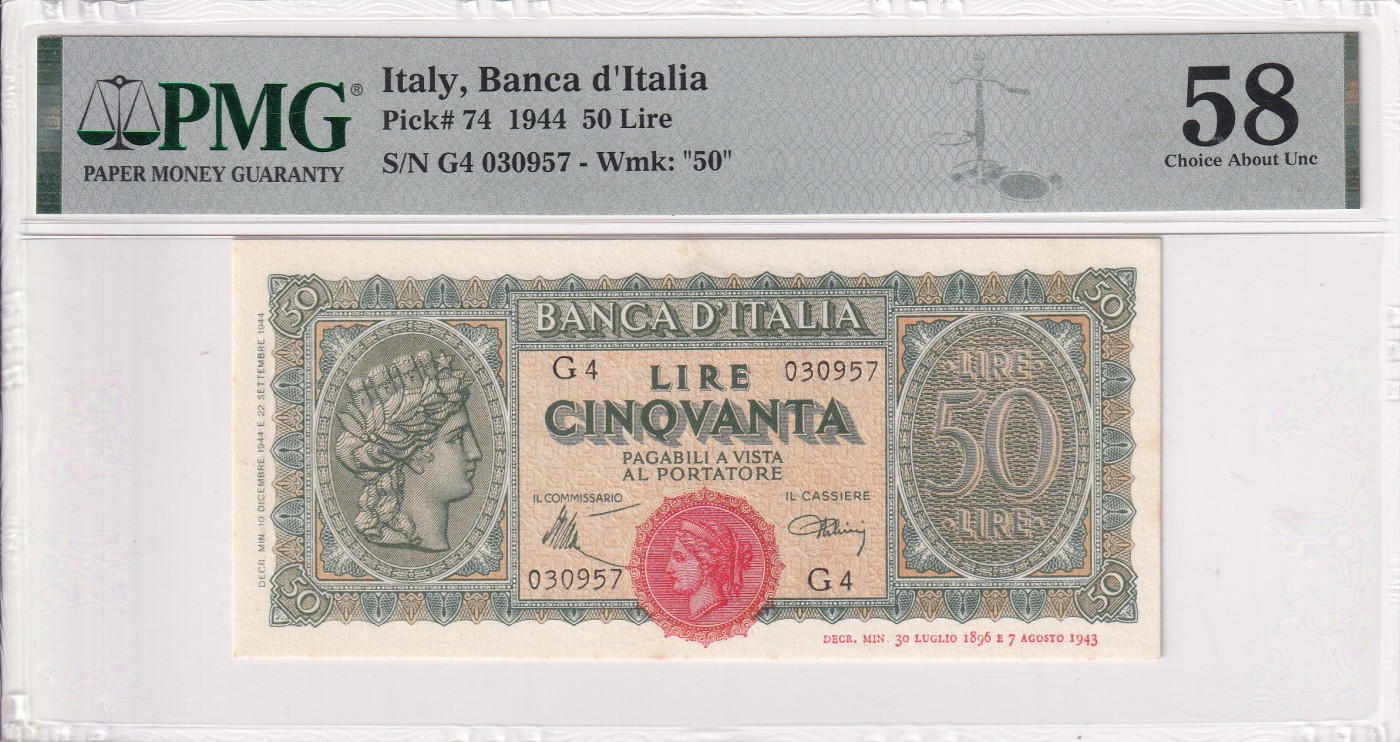 PMG®
PAPER MONEY GUARANTY
Italy, Banca d'Italia
Pick# 74 1944 50 Lire
S/N G4 030957 - Wmk: "50"
58
Choice About Unc
50
50
BANCA D'ITALIA
G4
030957
LIRE
CINQVANTA
PAGABILI A VISTA
AL PORTATORE
IL COMMISSARIO
IL CASSIERE
030957
G4
LIRE
50
LIRE
50
50
DECR. MIN. 10 DICEMBRE 1944 E 22 SETTEMBRE 1944
DECR. MIN. 30 LUGLIO 1896 E 7 AGOSTO 1943